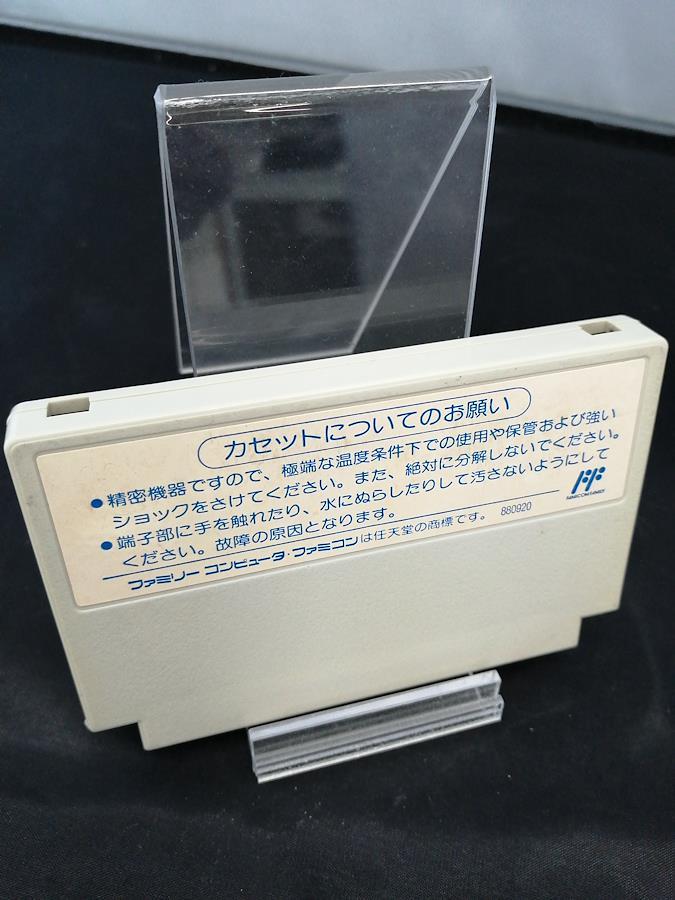 カセットについてのお願い
●精密機器ですので、極端な温度条件下での使用や保管および強い
ショックをさけてください。また、絶対に分解しないでください。
●端子部に手を触れたり、水にぬらしたりして汚さないようにして
ください。故障の原因となります。
ファミリー コンピュータ・ファミコンは任天堂の商標です。 880920
FAMICOM FAMILY